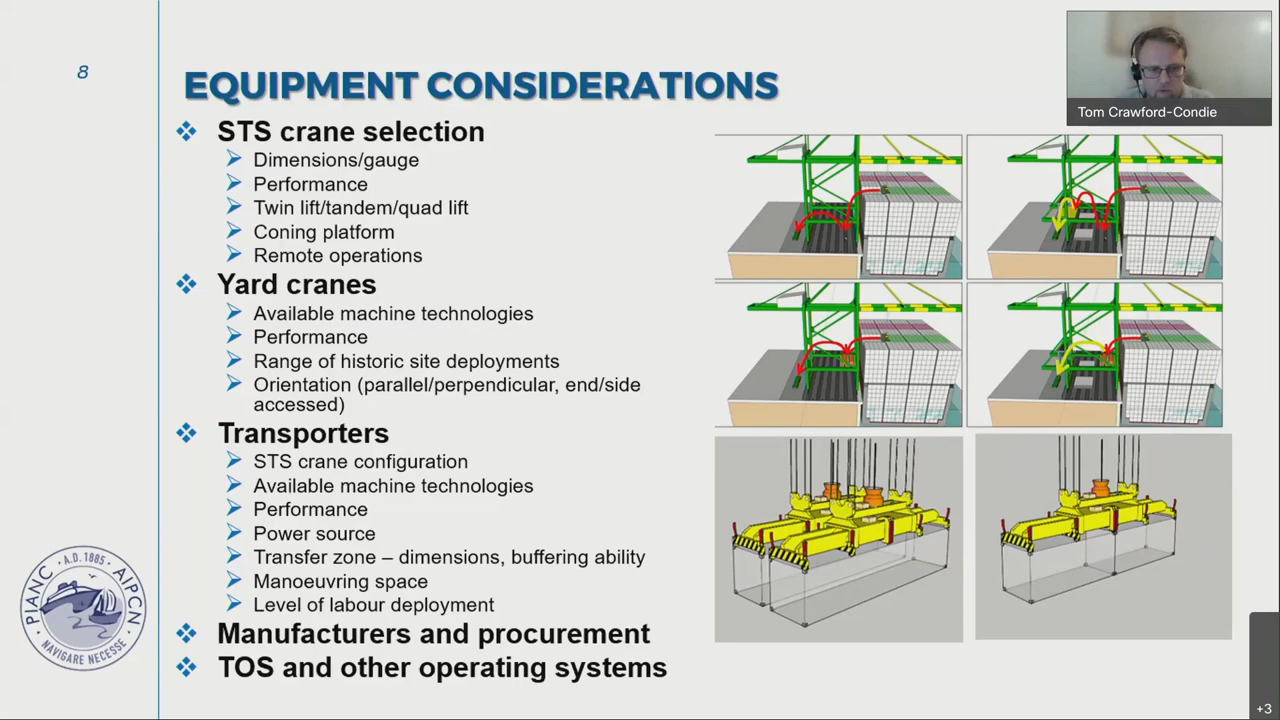 8
EQUIPMENT CONSIDERATIONS
Tom Crawford-Condie
STS crane selection
Dimensions/gauge
Performance
Twin lift/tandem/quad lift
Coning platform
Remote operations
Yard cranes
Available machine technologies
Performance
Range of historic site deployments
Orientation (parallel/perpendicular, end/side
accessed)
Transporters
STS crane configuration
Available machine technologies
Performance
Power source
Transfer zone – dimensions, buffering ability
Manoeuvring space
Level of labour deployment
Manufacturers and procurement
TOS and other operating systems
PIANC · A.D. 1885 · AIPCN
NAVIGARE NECESSE
+3